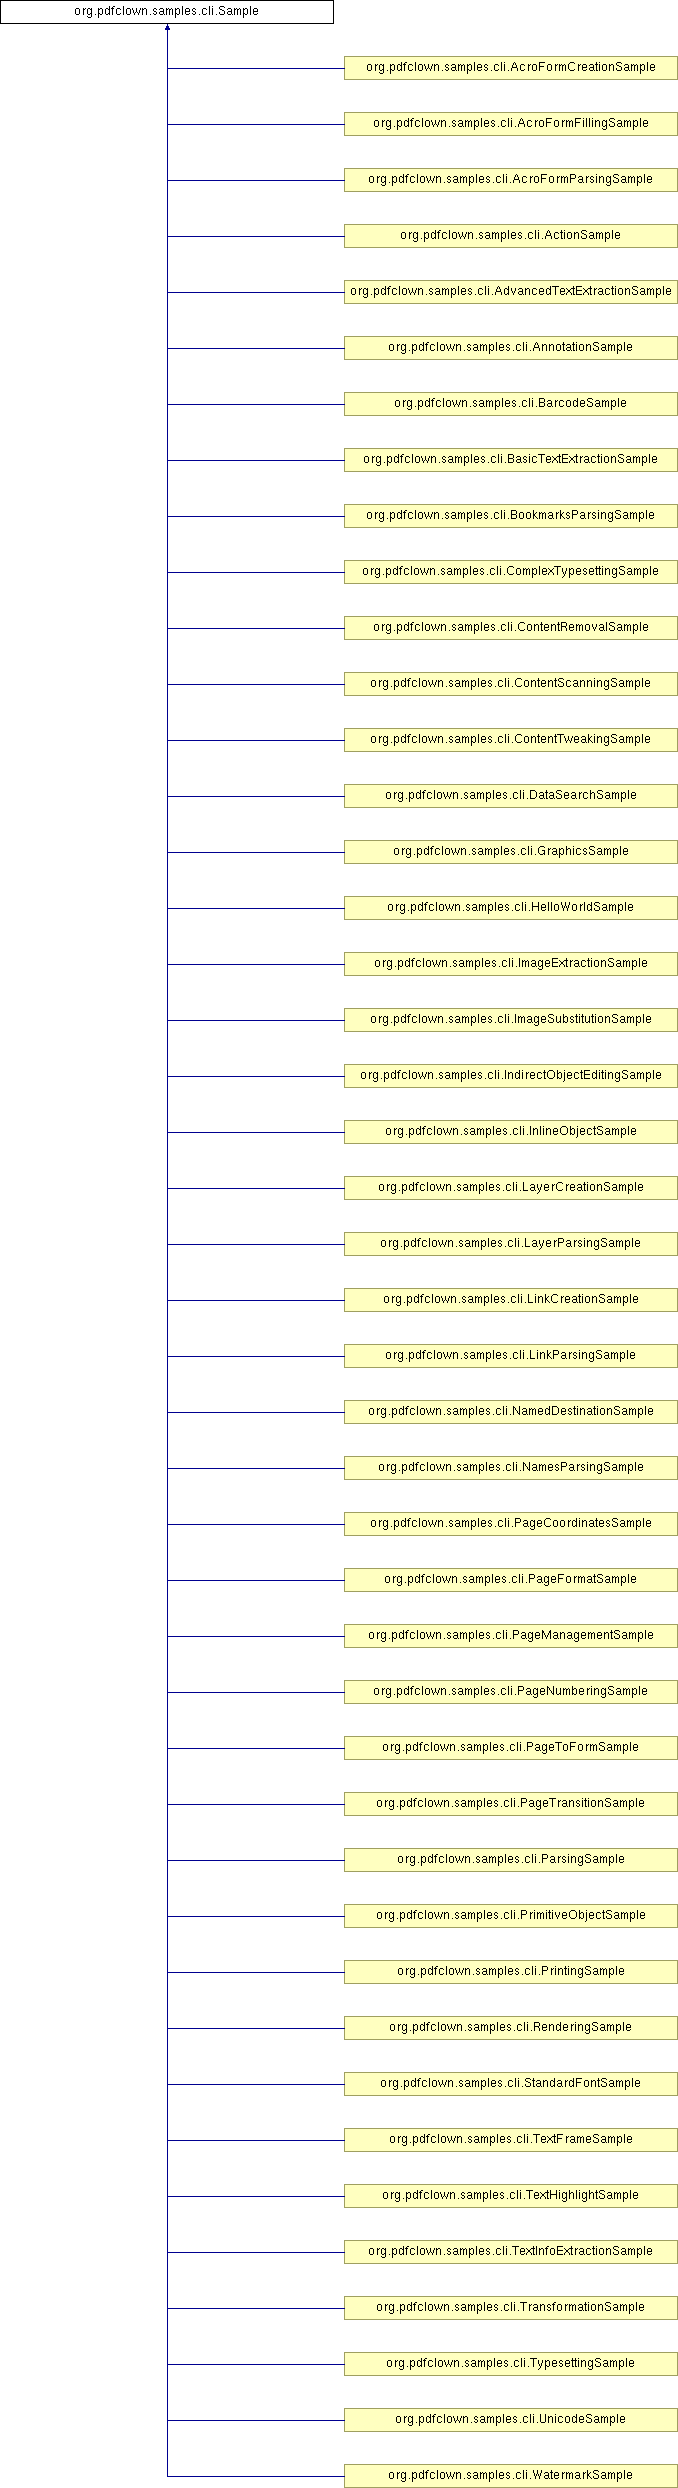 org.pdfclown.samples.cli.Sample
org.pdfclown.samples.cli.AcroFormCreationSample
org.pdfclown.samples.cli.AcroFormFillingSample
org.pdfclown.samples.cli.AcroFormParsingSample
org.pdfclown.samples.cli.ActionSample
org.pdfclown.samples.cli.AdvancedTextExtractionSample
org.pdfclown.samples.cli.AnnotationSample
org.pdfclown.samples.cli.BarcodeSample
org.pdfclown.samples.cli.BasicTextExtractionSample
org.pdfclown.samples.cli.BookmarksParsingSample
org.pdfclown.samples.cli.ComplexTypesettingSample
org.pdfclown.samples.cli.ContentRemovalSample
org.pdfclown.samples.cli.ContentScanningSample
org.pdfclown.samples.cli.ContentTweakingSample
org.pdfclown.samples.cli.DataSearchSample
org.pdfclown.samples.cli.GraphicsSample
org.pdfclown.samples.cli.HelloWorldSample
org.pdfclown.samples.cli.ImageExtractionSample
org.pdfclown.samples.cli.ImageSubstitutionSample
org.pdfclown.samples.cli.IndirectObjectEditingSample
org.pdfclown.samples.cli.InlineObjectSample
org.pdfclown.samples.cli.LayerCreationSample
org.pdfclown.samples.cli.LayerParsingSample
org.pdfclown.samples.cli.LinkCreationSample
org.pdfclown.samples.cli.LinkParsingSample
org.pdfclown.samples.cli.NamedDestinationSample
org.pdfclown.samples.cli.NamesParsingSample
org.pdfclown.samples.cli.PageCoordinatesSample
org.pdfclown.samples.cli.PageFormatSample
org.pdfclown.samples.cli.PageManagementSample
org.pdfclown.samples.cli.PageNumberingSample
org.pdfclown.samples.cli.PageToFormSample
org.pdfclown.samples.cli.PageTransitionSample
org.pdfclown.samples.cli.ParsingSample
org.pdfclown.samples.cli.PrimitiveObjectSample
org.pdfclown.samples.cli.PrintingSample
org.pdfclown.samples.cli.RenderingSample
org.pdfclown.samples.cli.StandardFontSample
org.pdfclown.samples.cli.TextFrameSample
org.pdfclown.samples.cli.TextHighlightSample
org.pdfclown.samples.cli.TextInfoExtractionSample
org.pdfclown.samples.cli.TransformationSample
org.pdfclown.samples.cli.TypesettingSample
org.pdfclown.samples.cli.UnicodeSample
org.pdfclown.samples.cli.WatermarkSample